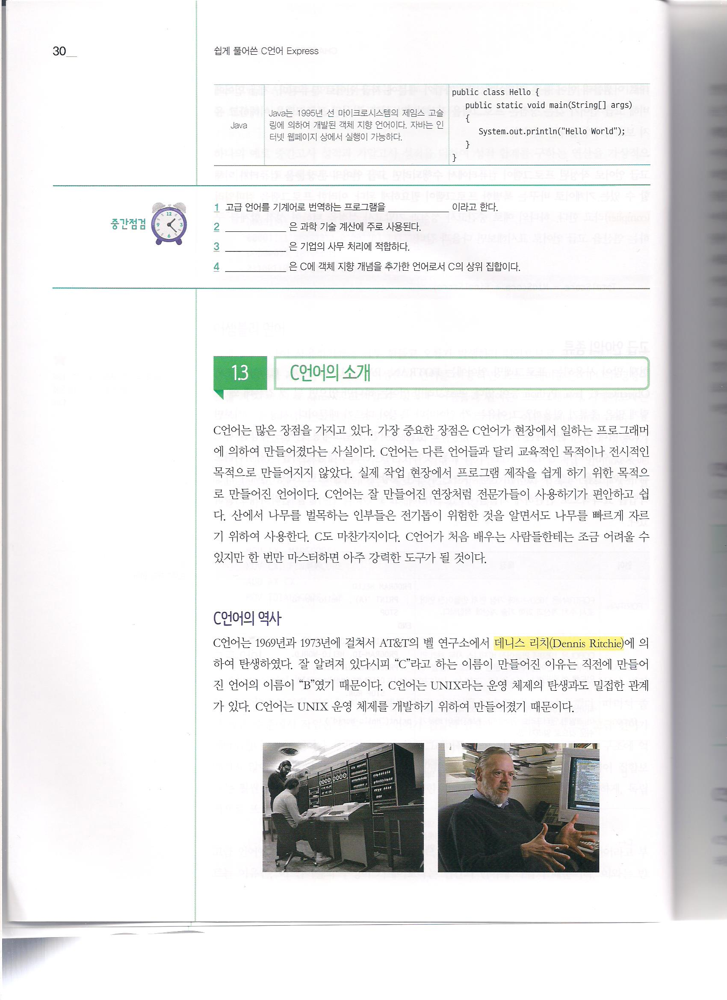 30
쉽게 풀어쓴 C언어 Express
Java
Java는 1995년 선 마이크로시스템의 제임스 고슬
링에 의하여 개발된 객체 지향 언어이다. 자바는 인
터넷 웹페이지 상에서 실행이 가능하다.
public class Hello {
public static void main(String[] args)
{
System.out.println("Hello World");
}
}
중간점검
12
3
6
9
1 고급 언어를 기계어로 번역하는 프로그램을 ____________ 이라고 한다.
2 ____________ 은 과학 기술 계산에 주로 사용된다.
3 ____________ 은 기업의 사무 처리에 적합하다.
4 ____________ 은 C에 객체 지향 개념을 추가한 언어로서 C의 상위 집합이다.
1.3 C언어의 소개
C언어는 많은 장점을 가지고 있다. 가장 중요한 장점은 C언어가 현장에서 일하는 프로그래머
에 의하여 만들어졌다는 사실이다. C언어는 다른 언어들과 달리 교육적인 목적이나 전시적인
목적으로 만들어지지 않았다. 실제 작업 현장에서 프로그램 제작을 쉽게 하기 위한 목적으
로 만들어진 언어이다. C언어는 잘 만들어진 연장처럼 전문가들이 사용하기가 편안하고 쉽
다. 산에서 나무를 벌목하는 인부들은 전기톱이 위험한 것을 알면서도 나무를 빠르게 자르
기 위하여 사용한다. C도 마찬가지이다. C언어가 처음 배우는 사람들한테는 조금 어려울 수
있지만 한 번만 마스터하면 아주 강력한 도구가 될 것이다.
C언어의 역사
C언어는 1969년과 1973년에 걸쳐서 AT&T의 벨 연구소에서 데니스 리치(Dennis Ritchie)에 의
하여 탄생하였다. 잘 알려져 있다시피 “C”라고 하는 이름이 만들어진 이유는 직전에 만들어
진 언어의 이름이 “B”였기 때문이다. C언어는 UNIX라는 운영 체제의 탄생과도 밀접한 관계
가 있다. C언어는 UNIX 운영 체제를 개발하기 위하여 만들어졌기 때문이다.